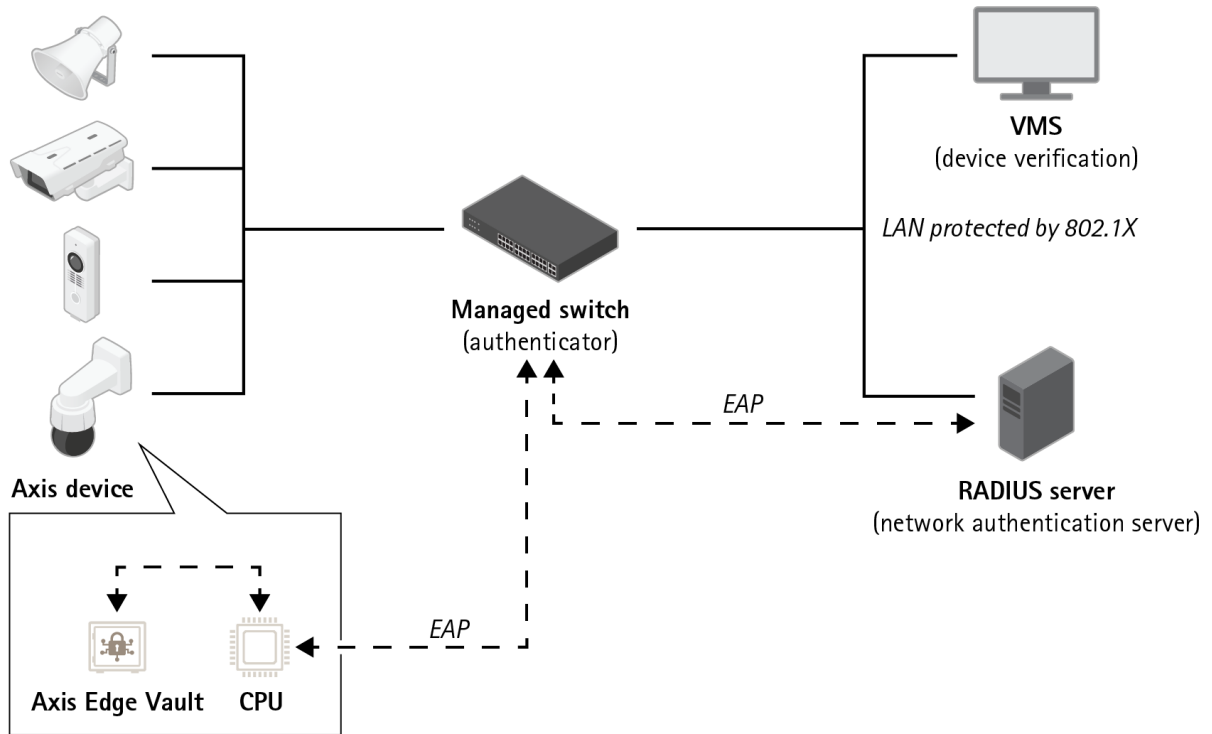 VMS
(device verification)
LAN protected by 802.1X
Managed switch
(authenticator)
EAP
Axis device
RADIUS server
(network authentication server)
EAP
Axis Edge Vault
CPU